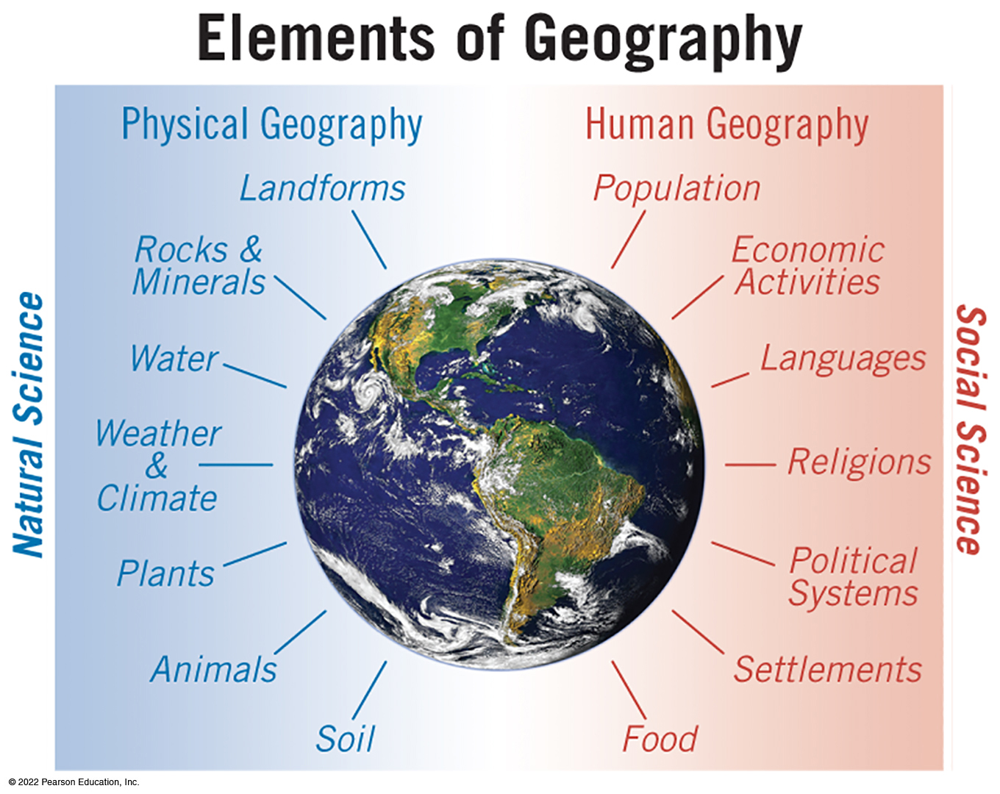 Elements of Geography
Physical Geography
Human Geography
Landforms
Rocks &
Minerals
Water
Weather
&
Climate
Plants
Animals
Soil
Population
Economic
Activities
Languages
Religions
Political
Systems
Settlements
Food
Natural Science
Social Science
© 2022 Pearson Education, Inc.